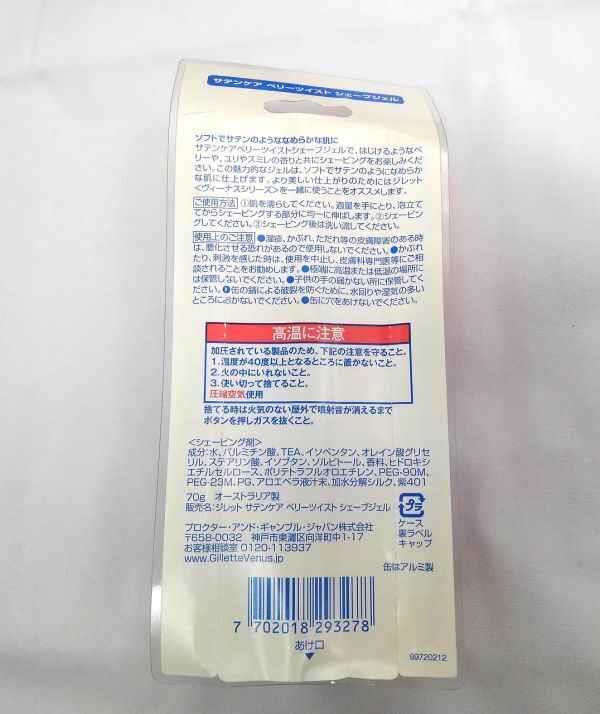 サテンケア ベリーツイスト シェーブジェル
ソフトでサテンのようななめらかな肌に
サテンケアベリーツイストシェーブジェルで、はじけるようなベ
リーや、ユリやスミレの香りと共にシェービングをお楽しみくだ
さい。この魅力的なジェルは、ソフトでサテンのようになめらか
な肌に仕上げます。より美しい仕上がりのためにはジレット
<ヴィーナスシリーズ>を一緒に使うことをオススメします。
ご使用方法 ①肌を濡らしてください。適量を手にとり、泡立て
てからシェービングする部分に均一に伸ばします。②シェービン
グしてください。③シェービング後は洗い流してください。
使用上のご注意 ●湿疹、かぶれ、ただれ等の皮膚障害のある時
は、悪化させる恐れがあるので使用しないでください。●かぶれ
たり、刺激を感じた時は、使用を中止し、皮膚科専門医等にご相
談されることをお勧めします。●極端に高温または低温の場所に
は保管しないでください。●子供の手の届かない所に保管してく
ださい。●缶の錆による破裂を防ぐために、水回りや湿気の多い
ところにおかないでください。●缶に穴をあけないでください。
高温に注意
加圧されている製品のため、下記の注意を守ること。
1.温度が40度以上となるところに置かないこと。
2.火の中にいれないこと。
3.使い切って捨てること。
圧縮空気使用
捨てる時は火気のない屋外で噴射音が消えるまで
ボタンを押しガスを抜くこと。
<シェービング剤>
成分:水、パルミチン酸、TEA、イソペンタン、オレイン酸グリセ
リル、ステアリン酸、イソブタン、ソルビトール、香料、ヒドロキシ
エチルセルロース、ポリテトラフルオロエチレン、PEG-90M、
PEG-23M、PG、アロエベラ液汁末、加水分解シルク、紫401
70g オーストラリア製
販売名:ジレット サテンケア ベリーツイスト シェーブジェル
プロクター・アンド・ギャンブル・ジャパン株式会社
〒658-0032 神戸市東灘区向洋町中1-17
お客様相談室 0120-113937
www.GilletteVenus.jp
プラ
ケース
裏ラベル
キャップ
缶はアルミ製
7 702018 293278
あけ口
99720212